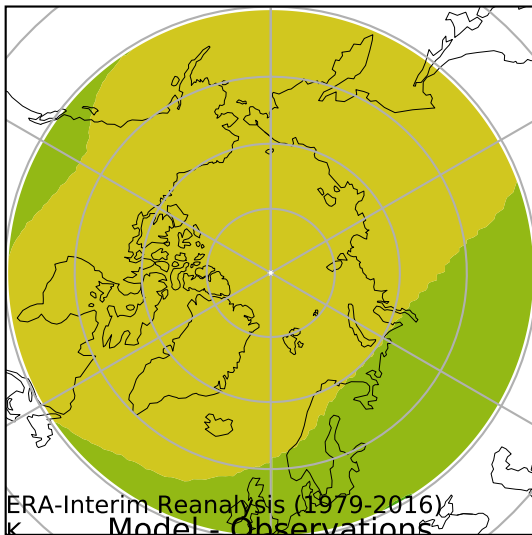 ERA-Interim Reanalysis (1979-2016)
K Model - Observations